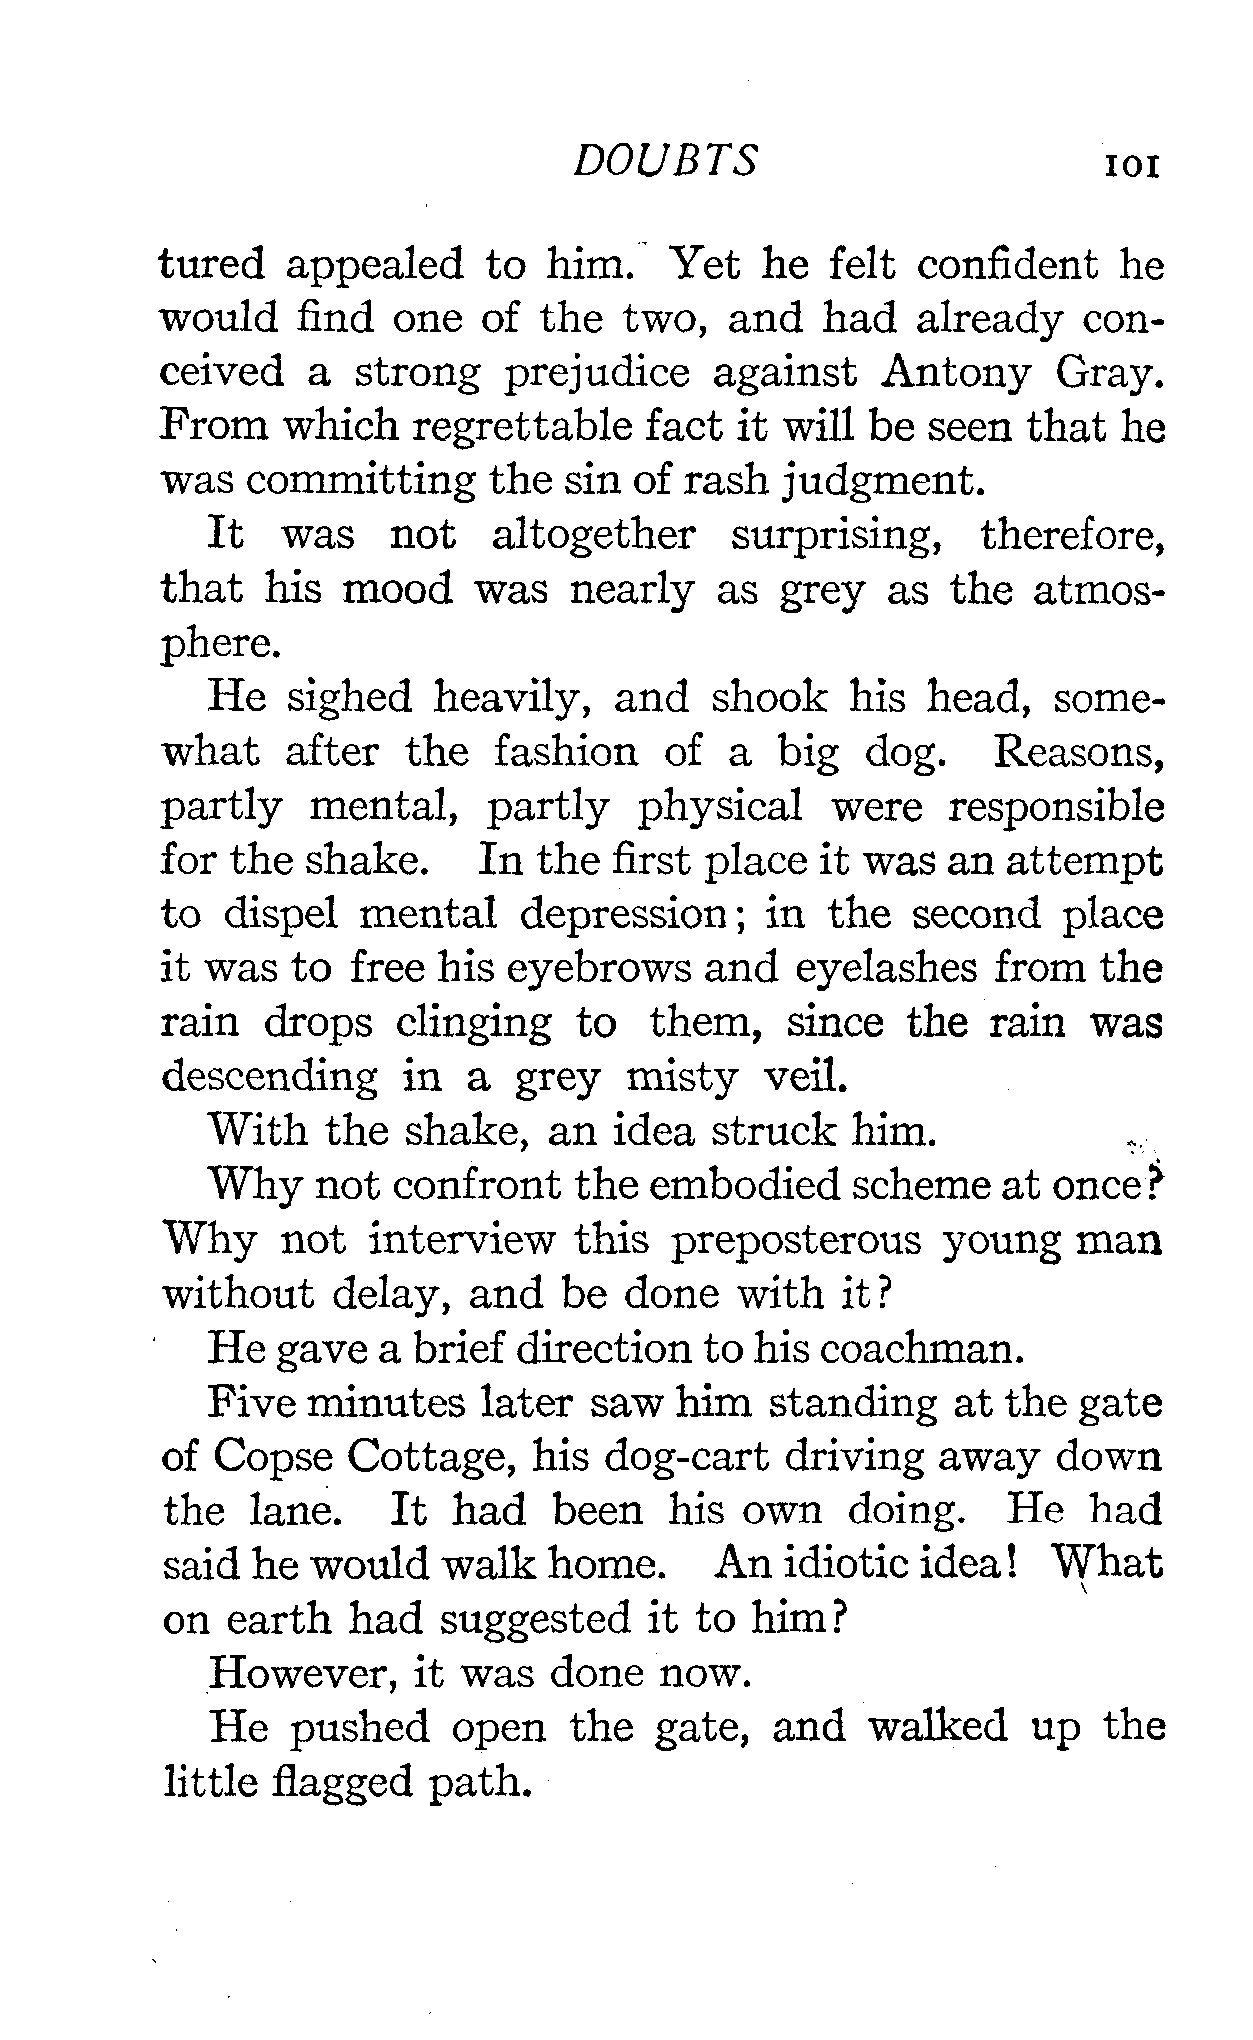 DOUBTS 101
tured appealed to him. Yet he felt confident he
would find one of the two, and had already con-
ceived a strong prejudice against Antony Gray.
From which regrettable fact it will be seen that he
was committing the sin of rash judgment.
It was not altogether surprising, therefore,
that his mood was nearly as grey as the atmos-
phere.
He sighed heavily, and shook his head, some-
what after the fashion of a big dog. Reasons,
partly mental, partly physical were responsible
for the shake. In the first place it was an attempt
to dispel mental depression; in the second place
it was to free his eyebrows and eyelashes from the
rain drops clinging to them, since the rain was
descending in a grey misty veil.
With the shake, an idea struck him.
Why not confront the embodied scheme at once?
Why not interview this preposterous young man
without delay, and be done with it?
He gave a brief direction to his coachman.
Five minutes later saw him standing at the gate
of Copse Cottage, his dog-cart driving away down
the lane. It had been his own doing. He had
said he would walk home. An idiotic idea! What
on earth had suggested it to him?
However, it was done now.
He pushed open the gate, and walked up the
little flagged path.